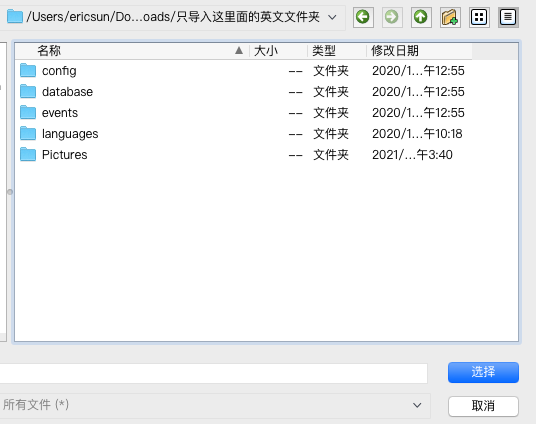 /Users/ericsun/Do...oads/只导入这里面的英文文件夹
名称 大小 类型 修改日期
config -- 文件夹 2020/1...午12:55
database -- 文件夹 2020/1...午12:55
events -- 文件夹 2020/1...午12:55
languages -- 文件夹 2020/1...午10:18
Pictures -- 文件夹 2021/...午3:40
选择
所有文件 (*)
取消